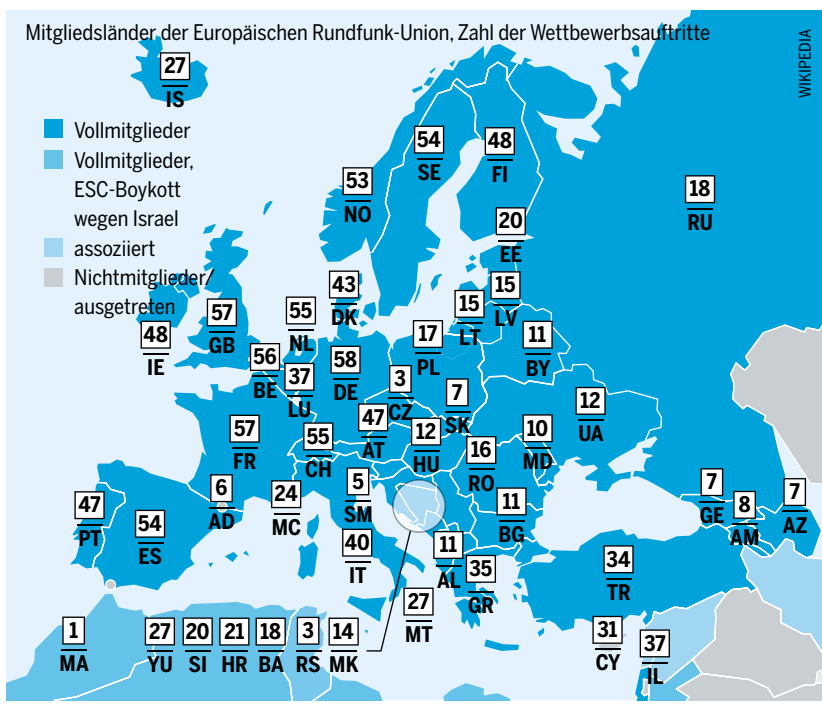 Mitgliedsländer der Europäischen Rundfunk-Union, Zahl der Wettbewerbsauftritte
WIKIPEDIA
27
IS
Vollmitglieder
Vollmitglieder,
ESC-Boykott
wegen Israel
assoziiert
Nichtmitglieder/
ausgetreten
54
SE
48
FI
53
NO
18
RU
20
EE
43
DK
15
LV
15
LT
57
GB
55
NL
48
IE
17
PL
11
BY
56
BE
58
DE
37
LU
3
CZ
7
SK
12
UA
47
AT
57
FR
55
CH
12
HU
10
MD
16
RO
6
AD
24
MC
5
SM
47
PT
54
ES
11
BG
7
GE
8
AM
7
AZ
40
IT
11
AL
35
GR
34
TR
27
MT
1
MA
27
YU
20
SI
21
HR
18
BA
3
RS
14
MK
31
CY
37
IL